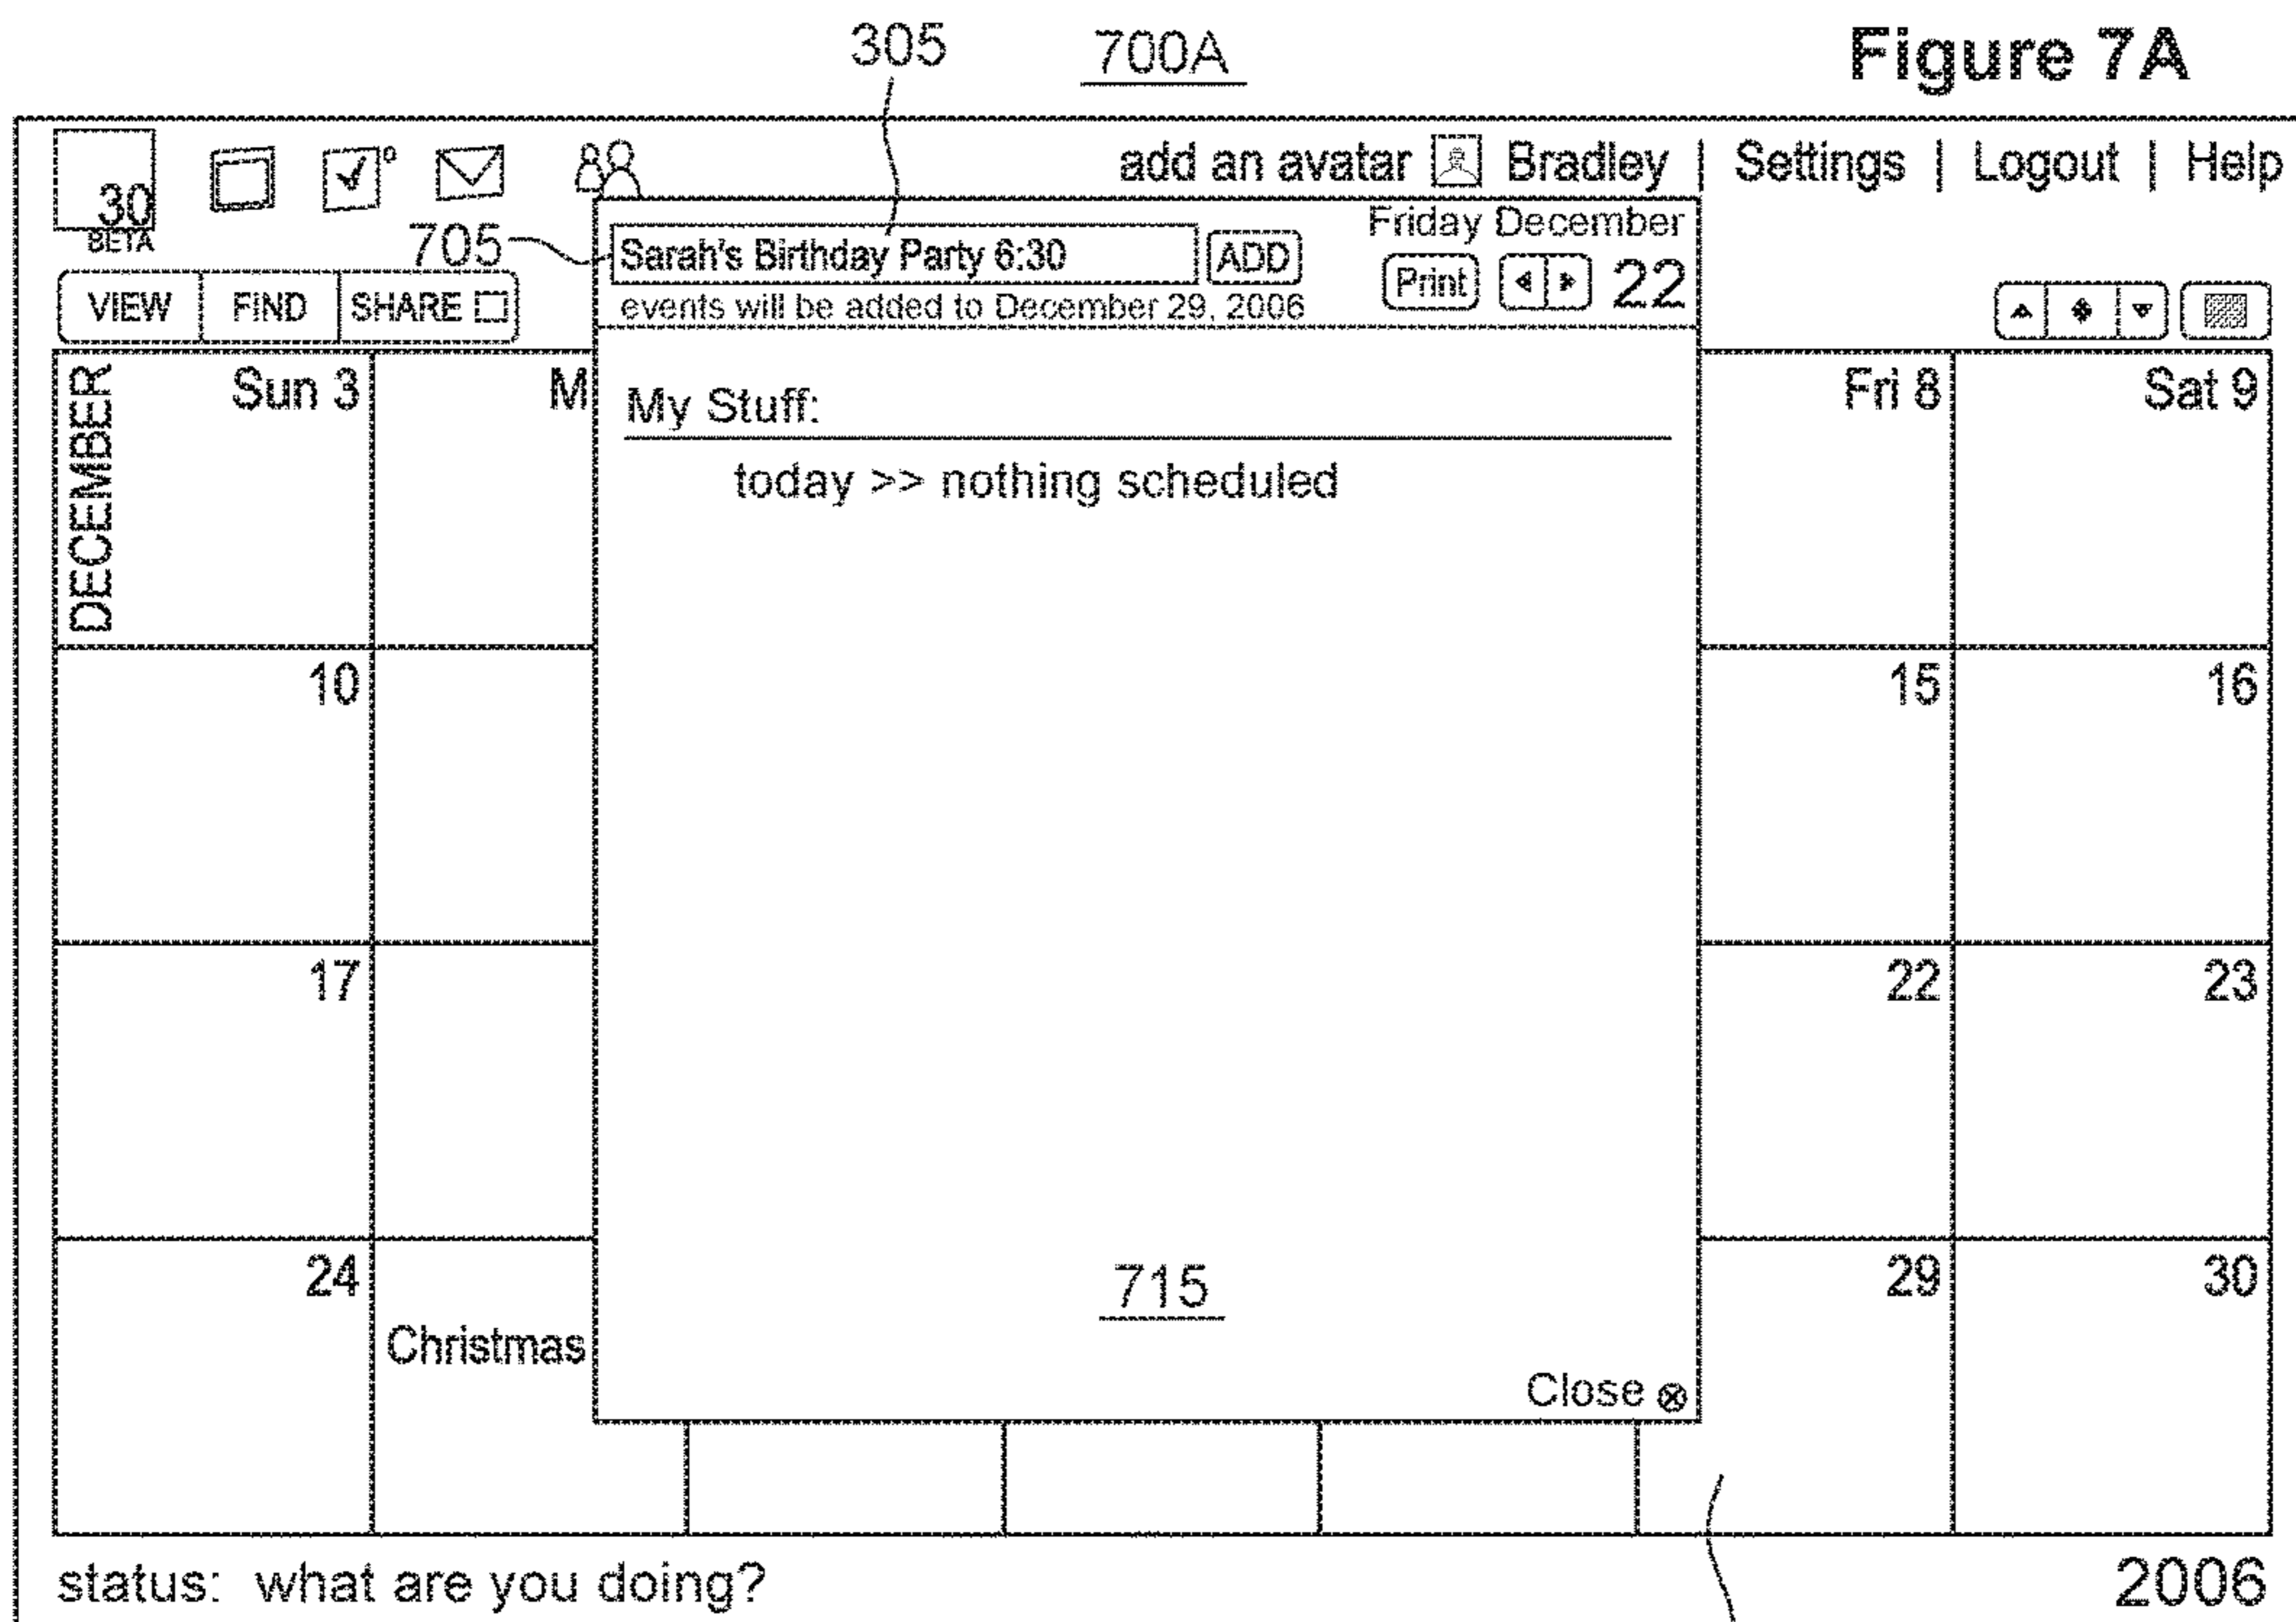 305 700A Figure 7A
30
BETA
add an avatar Bradley | Settings | Logout | Help
705
Sarah's Birthday Party 6:30 ADD
events will be added to December 29, 2006
Friday December
Print 22
VIEW FIND SHARE
DECEMBER
Sun 3 M Fri 8 Sat 9
My Stuff:
today >> nothing scheduled
10 15 16
17 22 23
24 29 30
Christmas
715
Close
status: what are you doing? 2006